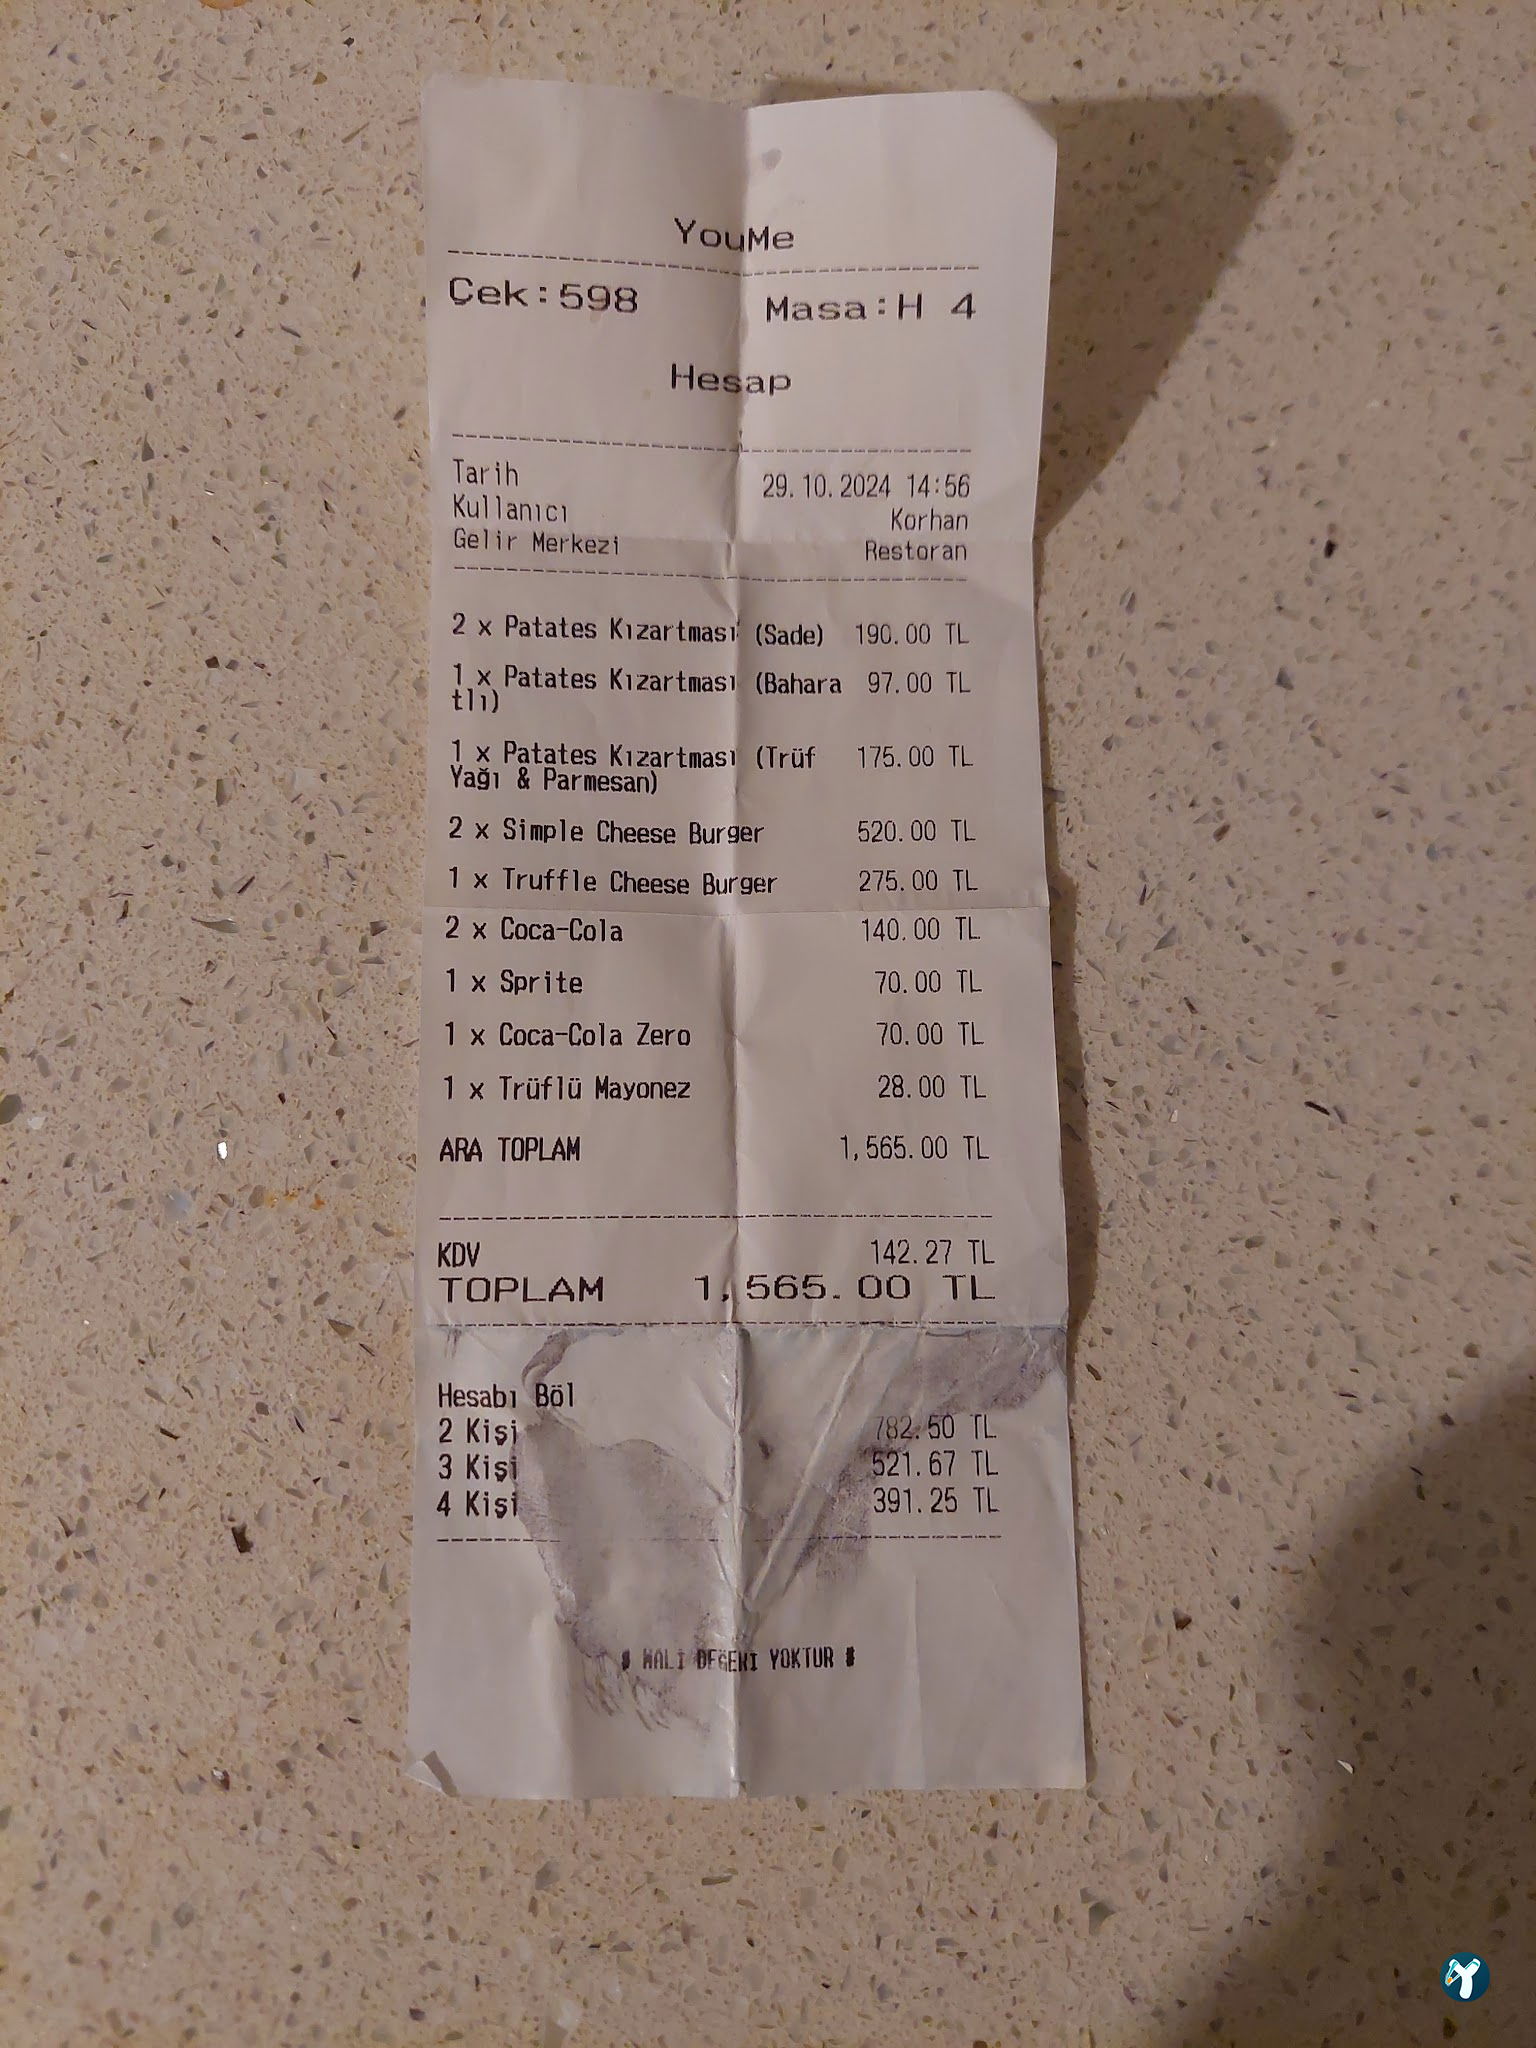 YouMe
Çek:598 Masa:H 4
Hesap
Tarih 29.10.2024 14:56
Kullanıcı Korhan
Gelir Merkezi Restoran
2 x Patates Kızartması (Sade) 190.00 TL
1 x Patates Kızartması (Bahara 97.00 TL
tlı)
1 x Patates Kızartması (Trüf 175.00 TL
Yağı & Parmesan)
2 x Simple Cheese Burger 520.00 TL
1 x Truffle Cheese Burger 275.00 TL
2 x Coca-Cola 140.00 TL
1 x Sprite 70.00 TL
1 x Coca-Cola Zero 70.00 TL
1 x Trüflü Mayonez 28.00 TL
ARA TOPLAM 1,565.00 TL
KDV 142.27 TL
TOPLAM 1,565.00 TL
Hesabı Böl
2 Kişi 782.50 TL
3 Kişi 521.67 TL
4 Kişi 391.25 TL
# MALİ DEĞERİ YOKTUR #